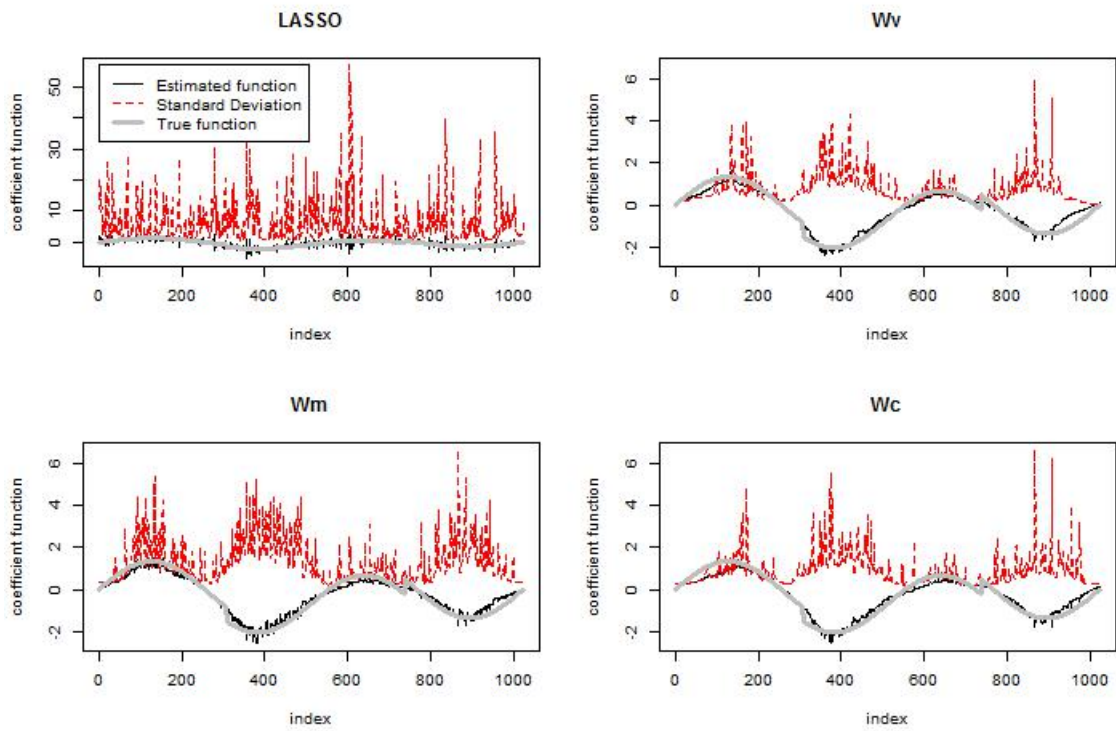 LASSO
coefficient function
50
30
10
0
Estimated function
Standard Deviation
True function
0 200 400 600 800 1000
index
Wv
coefficient function
6
4
2
0
-2
0 200 400 600 800 1000
index
Wm
coefficient function
6
4
2
0
-2
0 200 400 600 800 1000
index
Wc
coefficient function
6
4
2
0
-2
0 200 400 600 800 1000
index